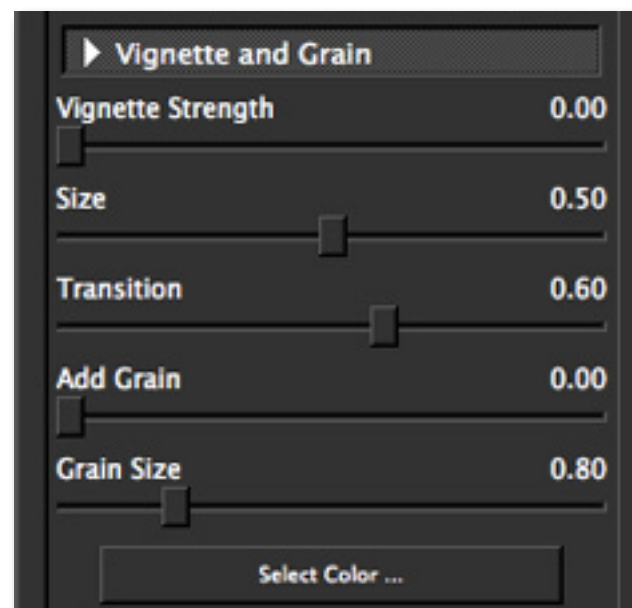 Vignette and Grain
Vignette Strength 0.00
Size 0.50
Transition 0.60
Add Grain 0.00
Grain Size 0.80
Select Color ...